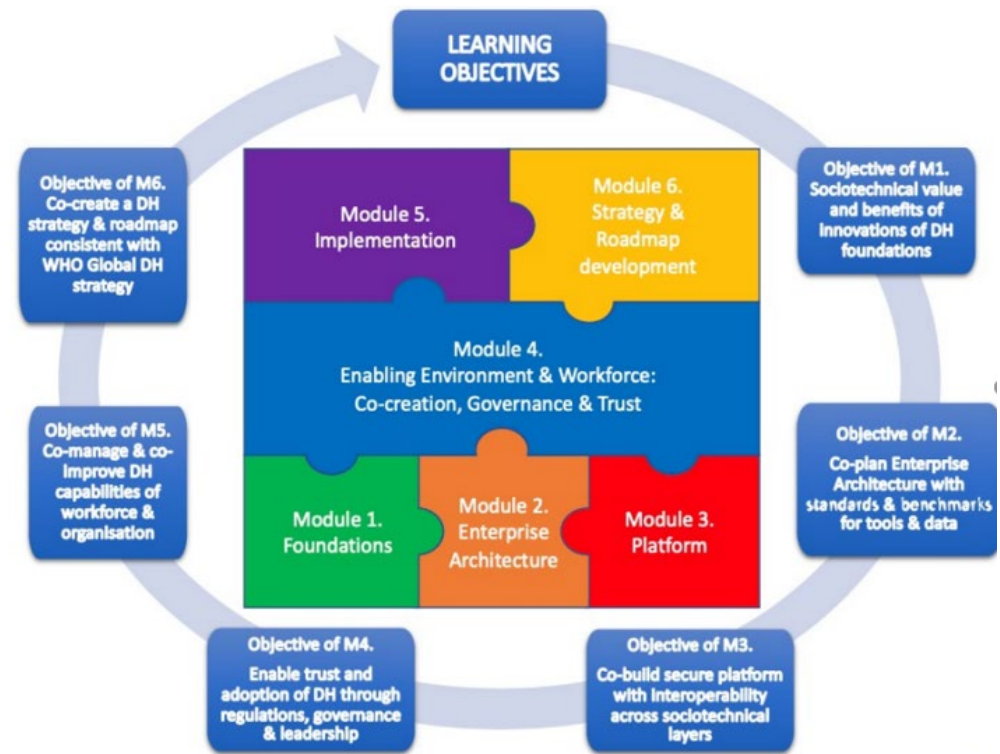 LEARNING
OBJECTIVES
Objective of M1.
Sociotechnical value
and benefits of
Innovations of DH
foundations
Objective of M2.
Co-plan Enterprise
Architecture with
standards & benchmarks
for tools & data
Objective of M3.
Co-build secure platform
with interoperability
across sociotechnical
layers
Objective of M4.
Enable trust and
adoption of DH through
regulations, governance
& leadership
Objective of M5.
Co-manage & co-
improve DH
capabilities of
workforce &
organisation
Objective of M6.
Co-create a DH
strategy & roadmap
consistent with
WHO Global DH
strategy
Module 5.
Implementation
Module 6.
Strategy &
Roadmap
development
Module 4.
Enabling Environment & Workforce:
Co-creation, Governance & Trust
Module 1.
Foundations
Module 2.
Enterprise
Architecture
Module 3.
Platform